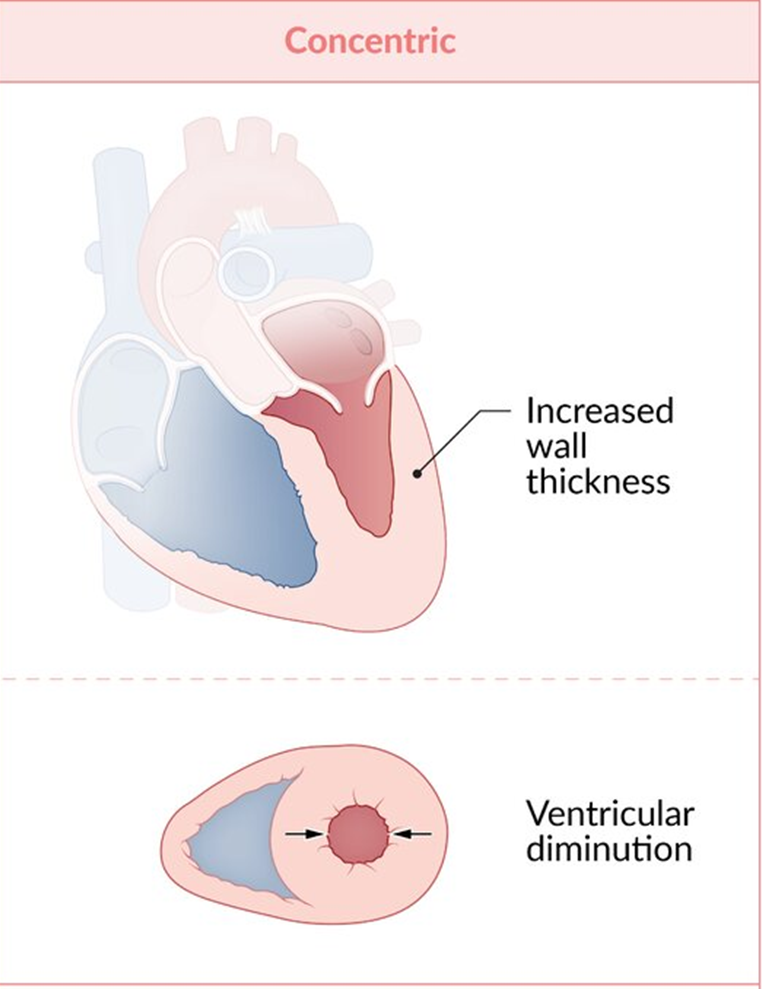 Concentric
Increased
wall
thickness
Ventricular
diminution